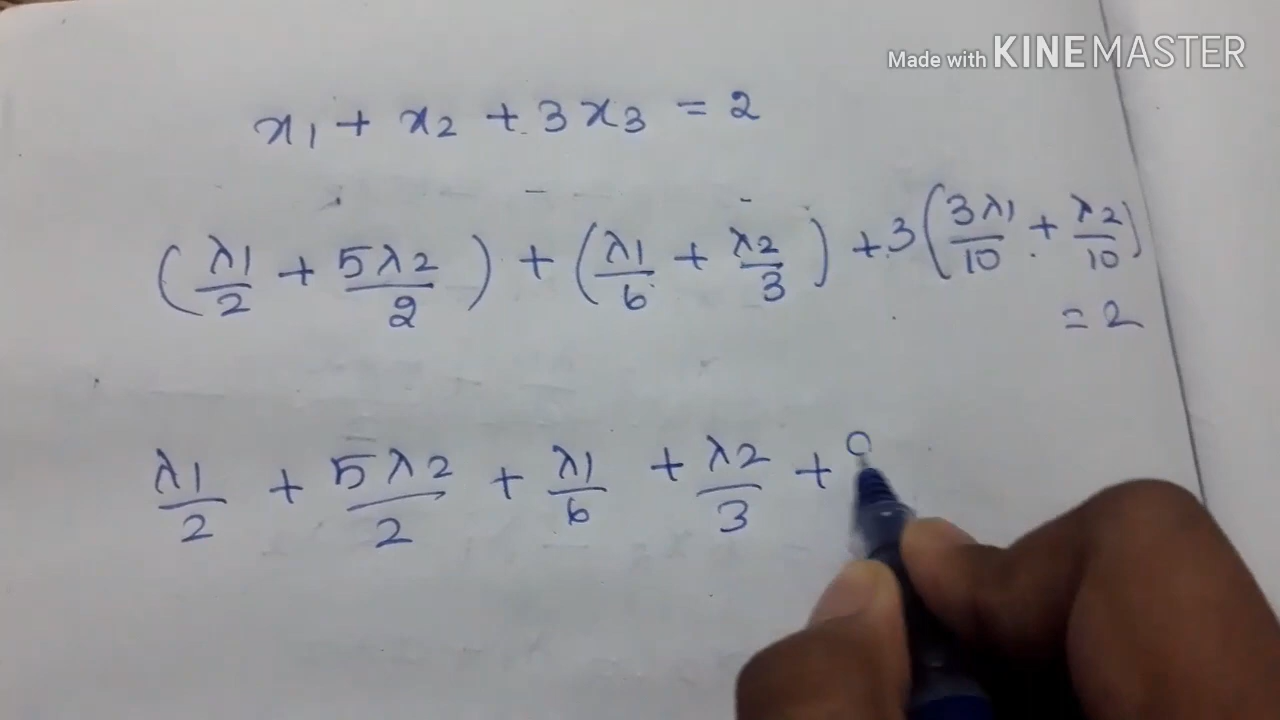 Made with KINEMASTER
x₁ + x₂ + 3x₃ = 2
(λ1/2 + 5λ2/2) + (λ1/6 + λ2/3) + 3(3λ1/10 + λ2/10)
= 2
λ1/2 + 5λ2/2 + λ1/6 + λ2/3 +